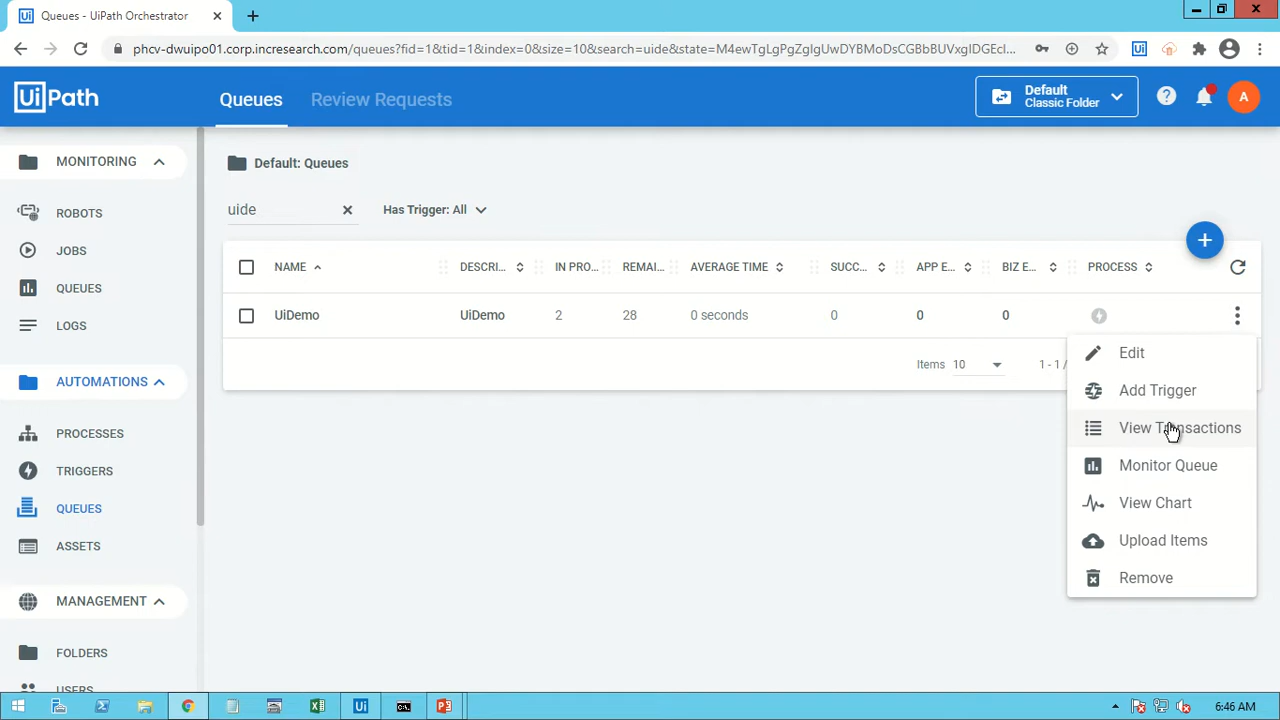 Queues - UiPath Orchestrator
phcv-dwuipo01.corp.incresearch.com/queues?fid=1&tid=1&index=0&size=10&search=uide&state=
UiPath
Queues
Review Requests
Default
Classic Folder
A
MONITORING
ROBOTS
JOBS
QUEUES
LOGS
AUTOMATIONS
PROCESSES
TRIGGERS
QUEUES
ASSETS
MANAGEMENT
FOLDERS
USERS
Default: Queues
uide
Has Trigger: All
NAME DESCRI... IN PRO... REMAI... AVERAGE TIME SUCC... APP E... BIZ E... PROCESS
UiDemo UiDemo 2 28 0 seconds 0 0 0
Items 10 1 - 1 /
Edit
Add Trigger
View Transactions
Monitor Queue
View Chart
Upload Items
Remove
6:46 AM